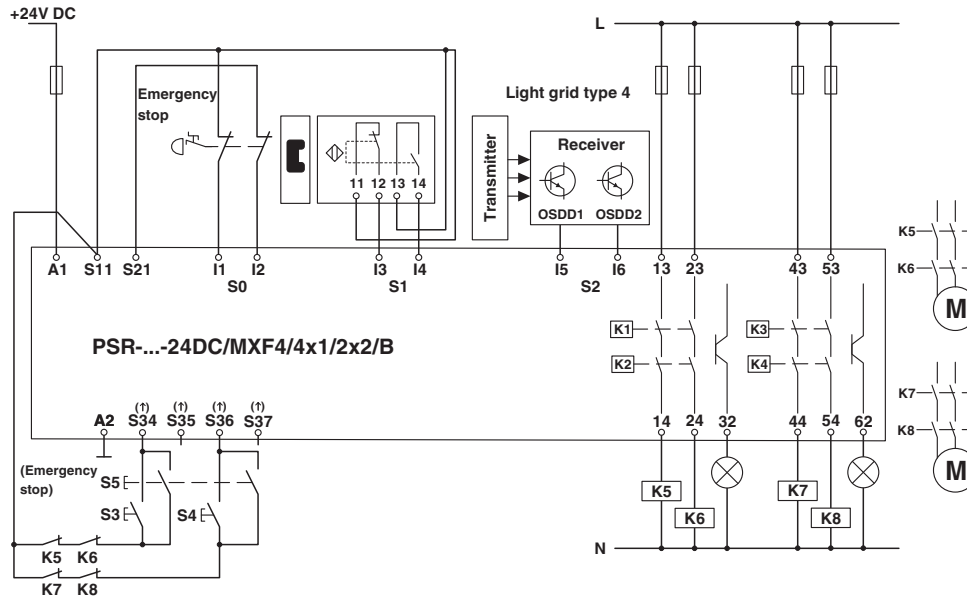 +24V DC
L
Emergency
stop
Light grid type 4
Transmitter
Receiver
11 12 13 14
OSDD1 OSDD2
K5
K6
M
A1 S11 S21 I1 I2 I3 I4 I5 I6 13 23 43 53
S0 S1 S2
K1 K3
K2 K4
PSR-...-24DC/MXF4/4x1/2x2/B
K7
K8
M
(↑) (↑) (↑) (↑)
A2 S34 S35 S36 S37 14 24 32 44 54 62
(Emergency
stop)
S5
S3 S4
K5 K7
K6 K8
N
K5 K6
K7 K8